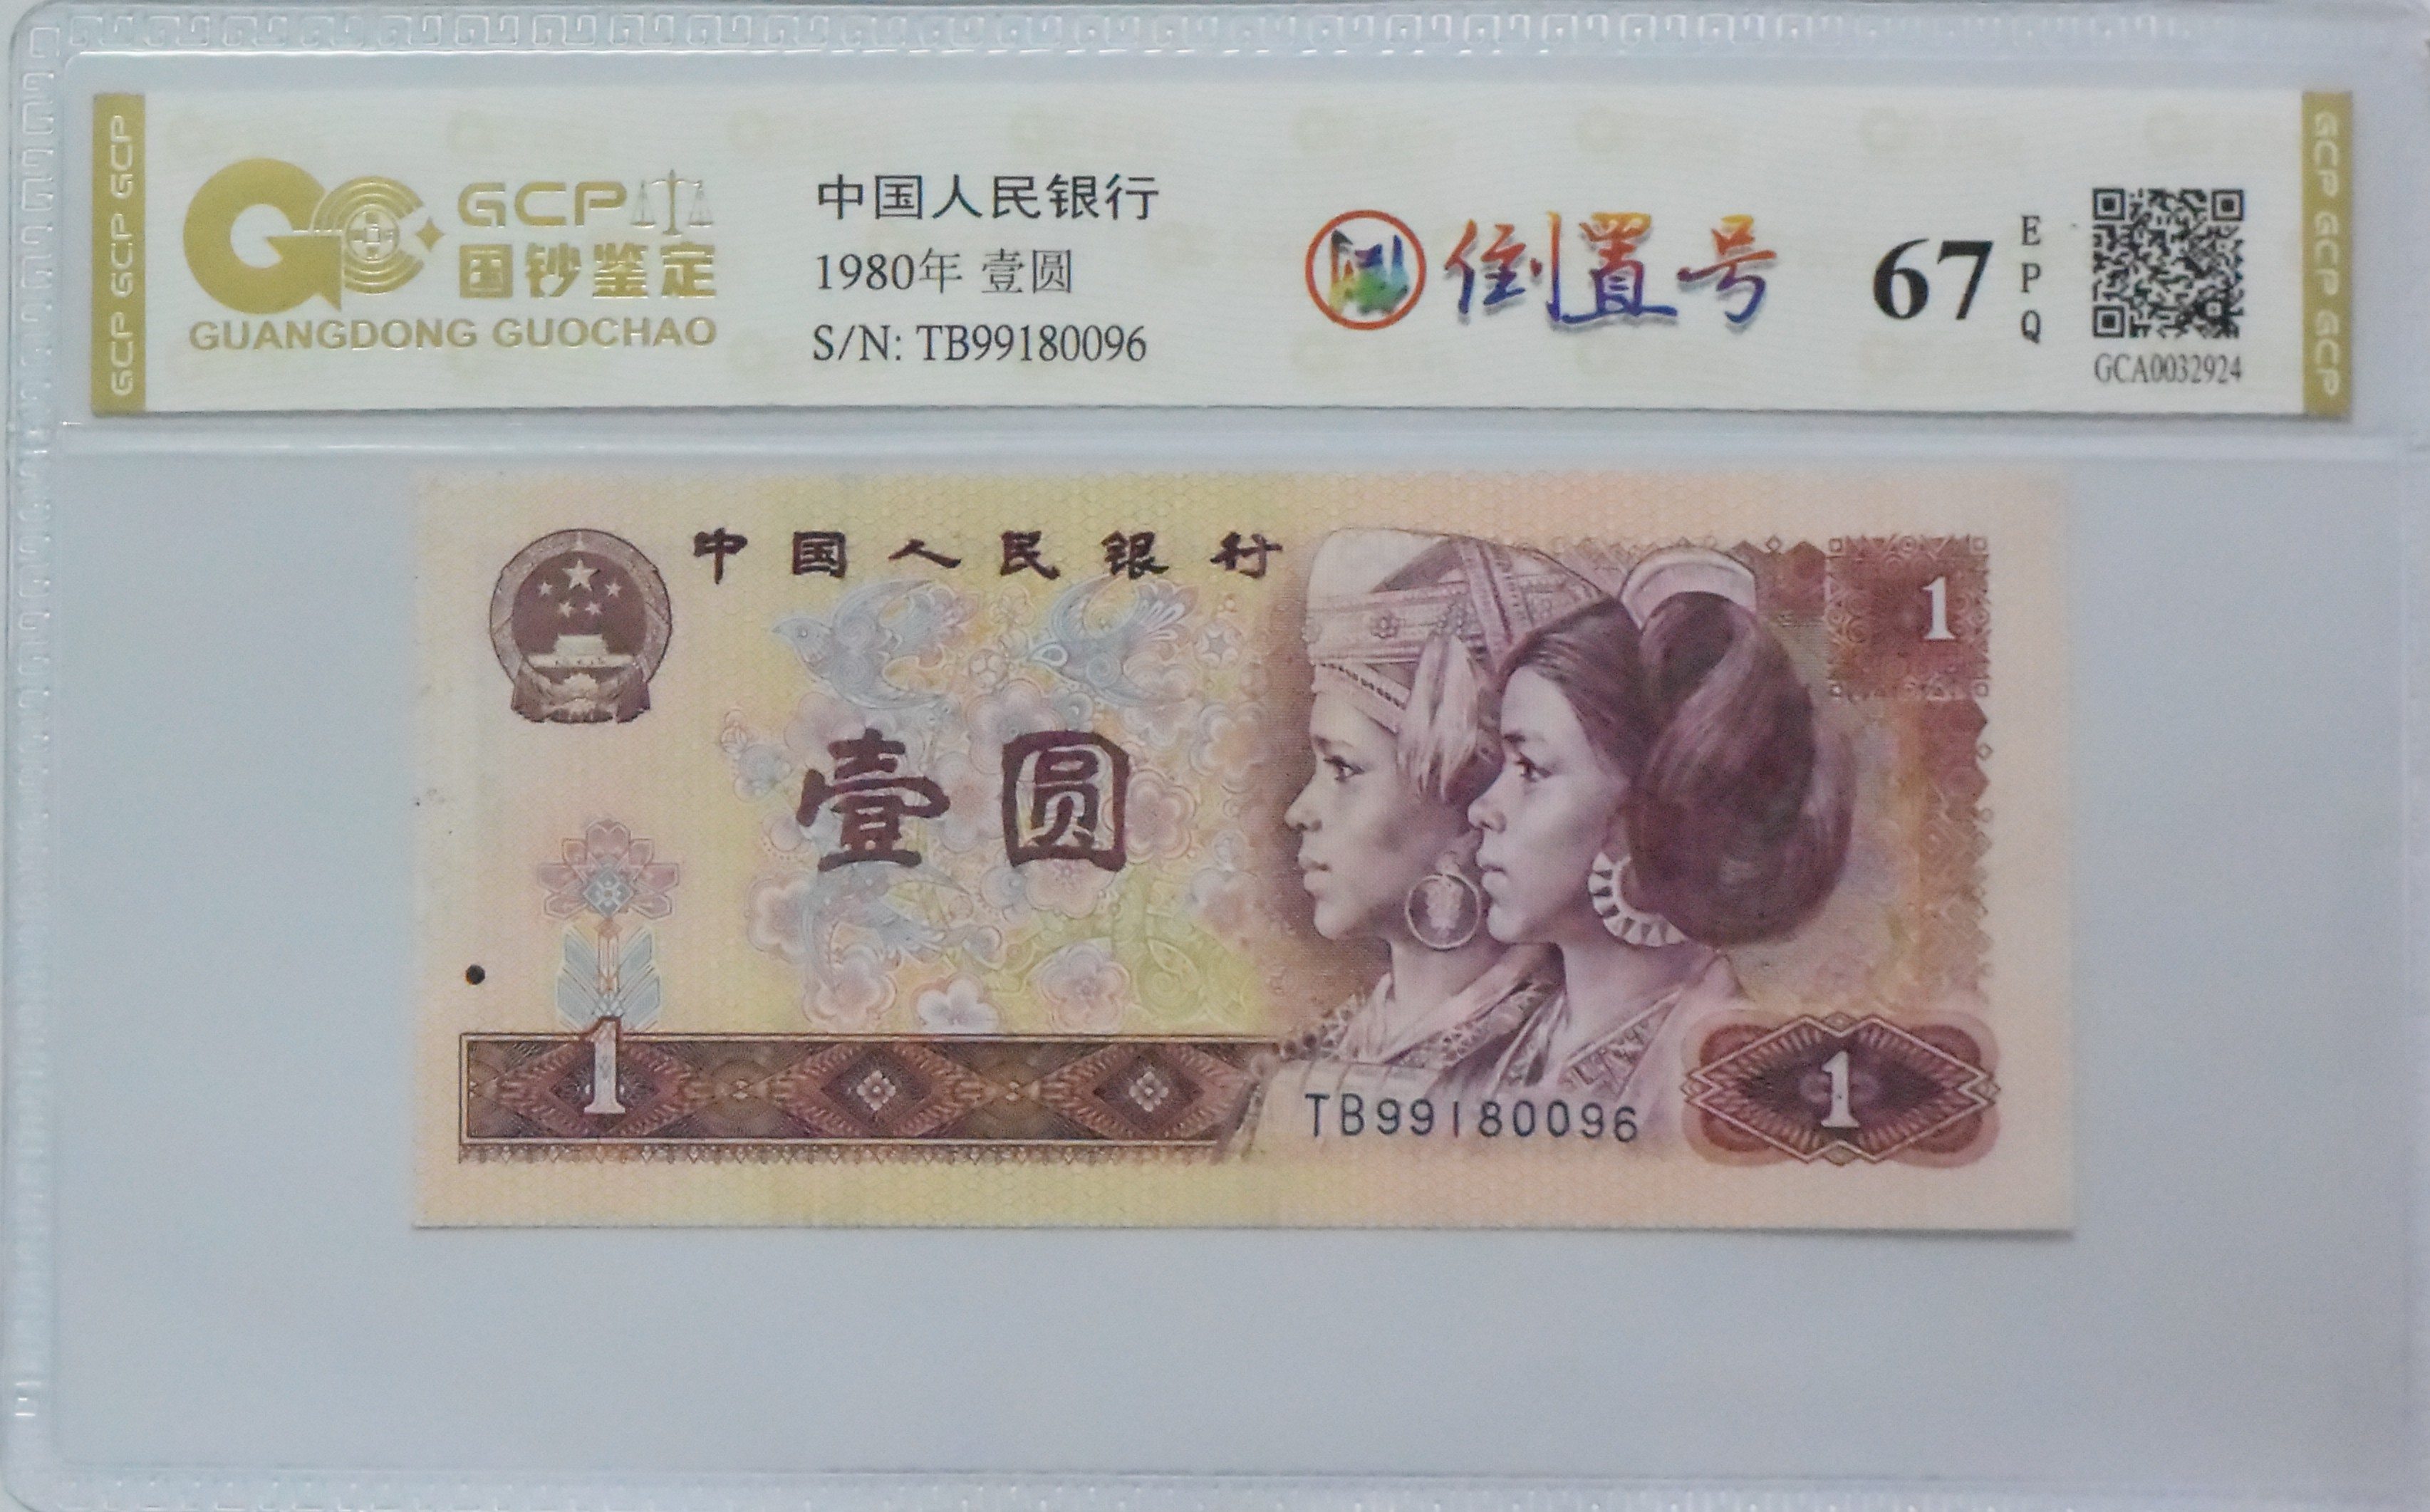 GCP GCP GCP
GCP
国钞鉴定
GUANGDONG GUOCHAO
中国人民银行
1980年 壹圆
S/N: TB99180096
倒置号
67
EPQ
GCA0032924
GCP GCP GCP
中国人民银行
1
壹圆
1
TB99180096
1